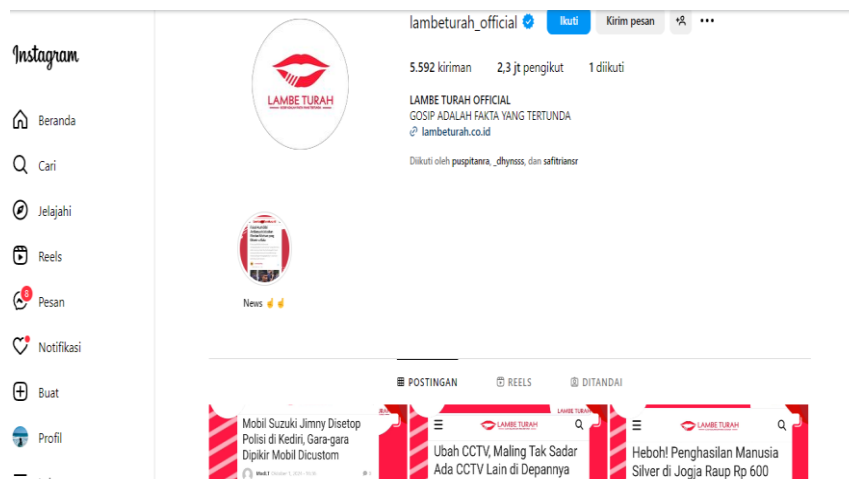 Instagram
Beranda
Cari
Jelajahi
Reels
8
Pesan
Notifikasi
Buat
Profil
LAMBE TURAH
lambeturah_official
Ikuti
Kirim pesan
5.592 kiriman 2,3 jt pengikut 1 diikuti
LAMBE TURAH OFFICIAL
GOSIP ADALAH FAKTA YANG TERTUNDA
lambeturah.co.id
Diikuti oleh puspitanra, _dhynsss, dan safitriansr
News
POSTINGAN REELS DITANDAI
Mobil Suzuki Jimny Disetop
Polisi di Kediri, Gara-gara
Dipikir Mobil Dicustom
LAMBE TURAH
LAMBE TURAH
Ubah CCTV, Maling Tak Sadar
Ada CCTV Lain di Depannya
LAMBE TURAH
Heboh! Penghasilan Manusia
Silver di Jogja Raup Rp 600